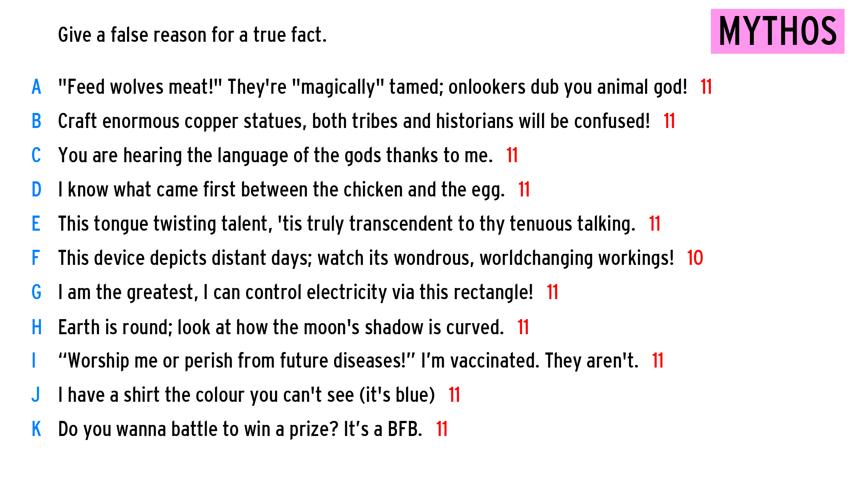 Give a false reason for a true fact.
MYTHOS
A "Feed wolves meat!" They're "magically" tamed; onlookers dub you animal god! 11
B Craft enormous copper statues, both tribes and historians will be confused! 11
C You are hearing the language of the gods thanks to me. 11
D I know what came first between the chicken and the egg. 11
E This tongue twisting talent, 'tis truly transcendent to thy tenuous talking. 11
F This device depicts distant days; watch its wondrous, worldchanging workings! 10
G I am the greatest, I can control electricity via this rectangle! 11
H Earth is round; look at how the moon's shadow is curved. 11
I “Worship me or perish from future diseases!” I’m vaccinated. They aren't. 11
J I have a shirt the colour you can't see (it's blue) 11
K Do you wanna battle to win a prize? It’s a BFB. 11